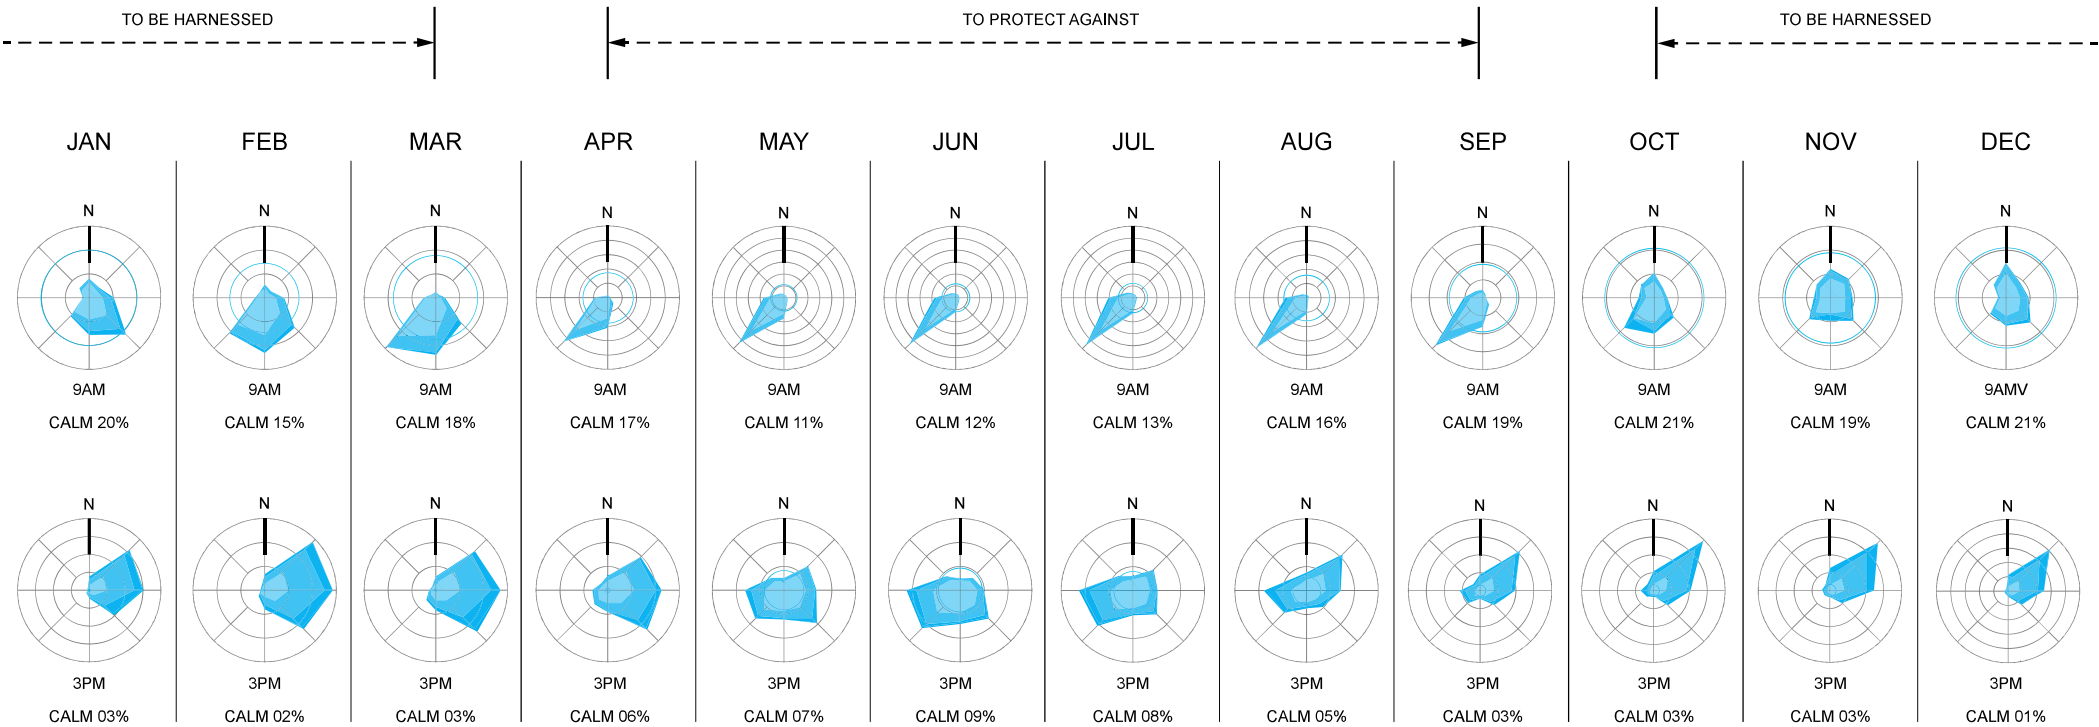 TO BE HARNESSED
TO PROTECT AGAINST
TO BE HARNESSED
JAN FEB MAR APR MAY JUN JUL AUG SEP OCT NOV DEC
N N N N N N N N N N N N
9AM 9AM 9AM 9AM 9AM 9AM 9AM 9AM 9AM 9AM 9AM 9AMV
CALM 20% CALM 15% CALM 18% CALM 17% CALM 11% CALM 12% CALM 13% CALM 16% CALM 19% CALM 21% CALM 19% CALM 21%
N N N N N N N N N N N N
3PM 3PM 3PM 3PM 3PM 3PM 3PM 3PM 3PM 3PM 3PM 3PM
CALM 03% CALM 02% CALM 03% CALM 06% CALM 07% CALM 09% CALM 08% CALM 05% CALM 03% CALM 03% CALM 03% CALM 01%